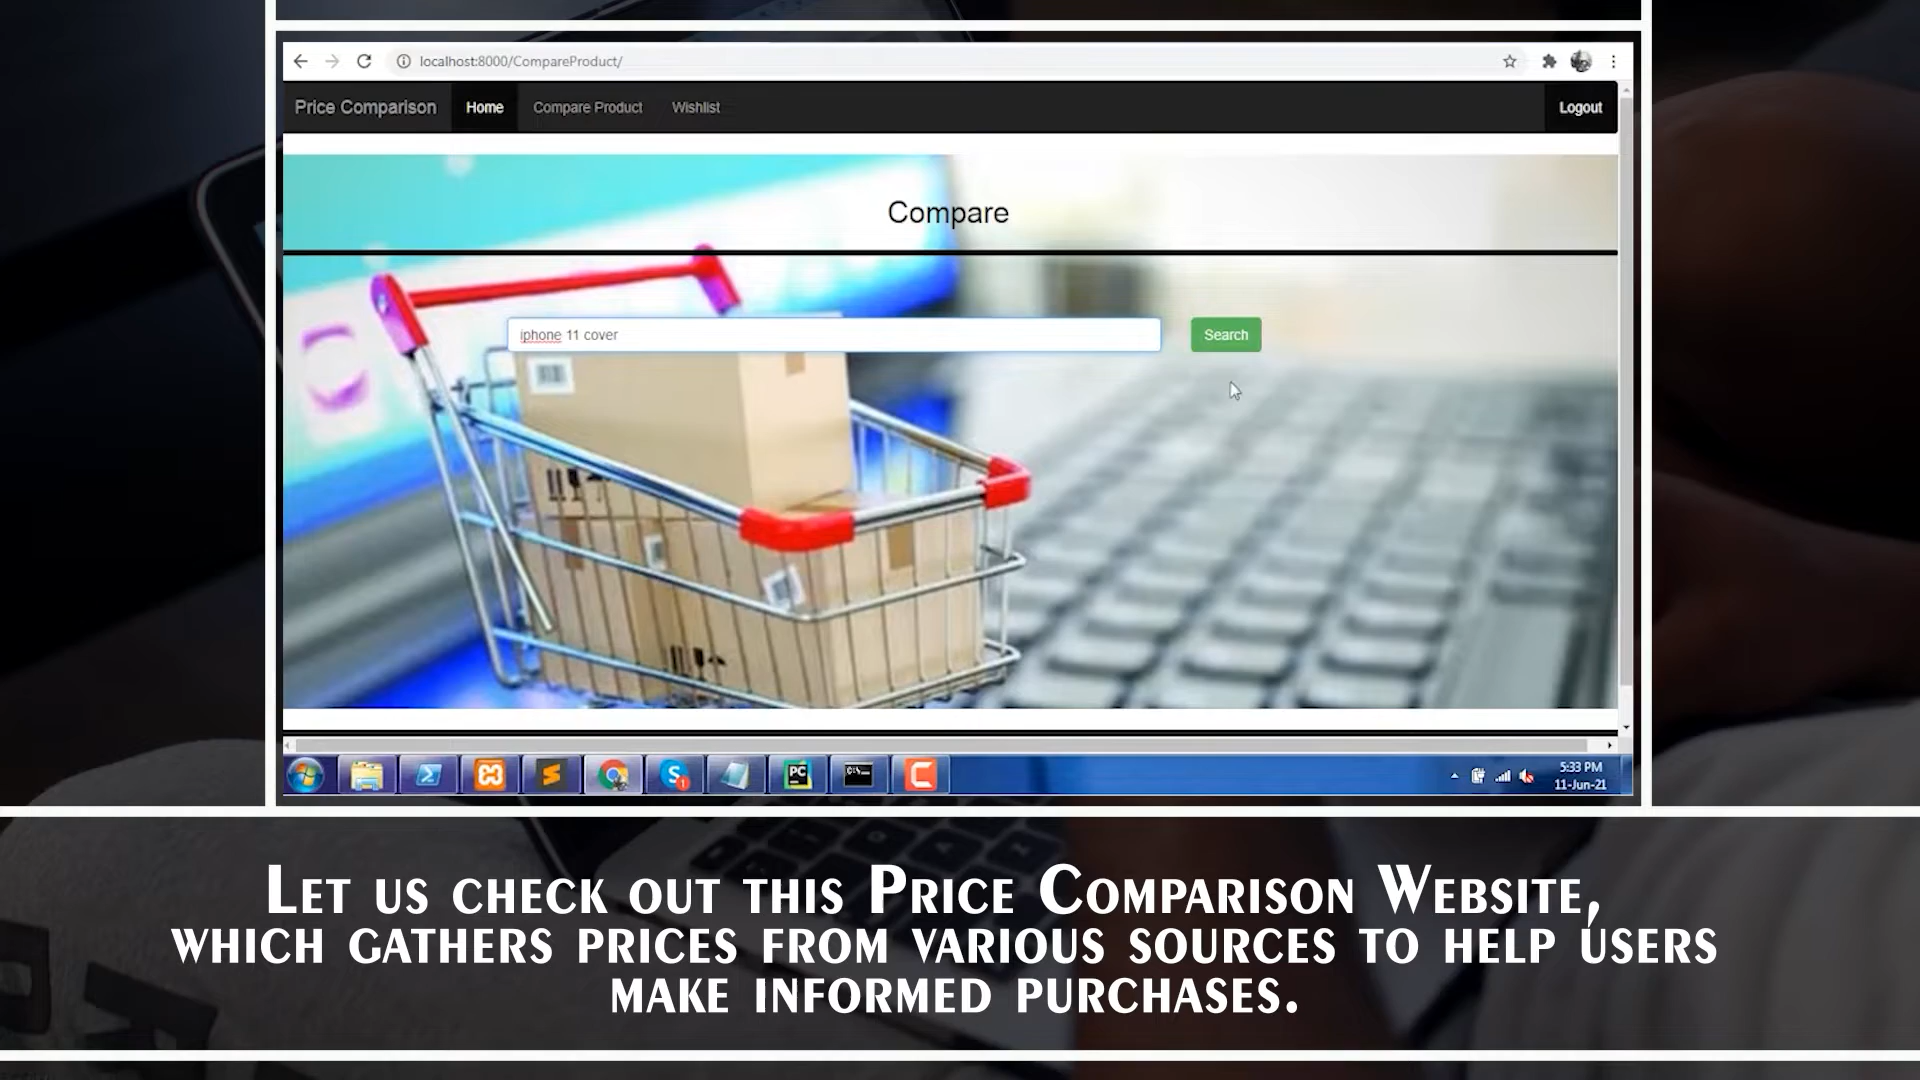 localhost:8000/CompareProduct/
Price Comparison Home Compare Product Wishlist Logout
Compare
iphone 11 cover Search
PC
C:\
5:33 PM
11-Jun-21
Let us check out this Price Comparison Website,
which gathers prices from various sources to help users
make informed purchases.